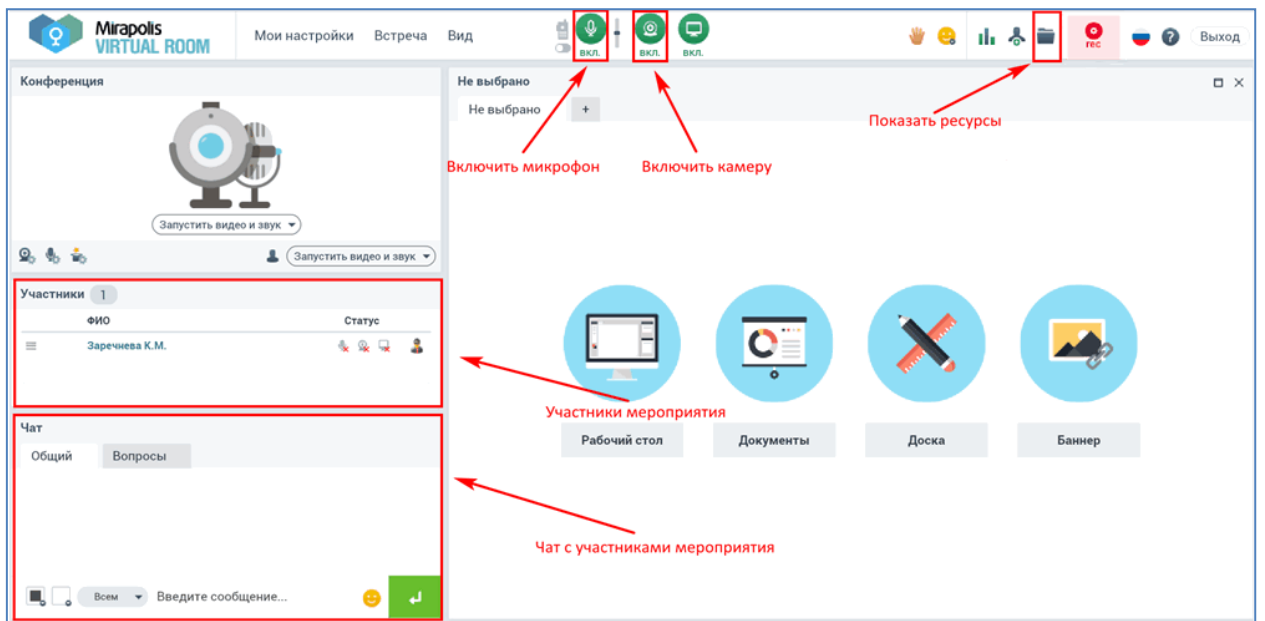 Mirapolis
VIRTUAL ROOM
Мои настройки Встреча Вид
вкл. вкл. вкл.
rec
Выход
Конференция
Запустить видео и звук
Запустить видео и звук
Участники 1
ФИО Статус
Заречнева К.М.
Чат
Общий Вопросы
Всем Введите сообщение...
Не выбрано
Не выбрано +
Показать ресурсы
Включить микрофон Включить камеру
Участники мероприятия
Рабочий стол Документы Доска Баннер
Чат с участниками мероприятия